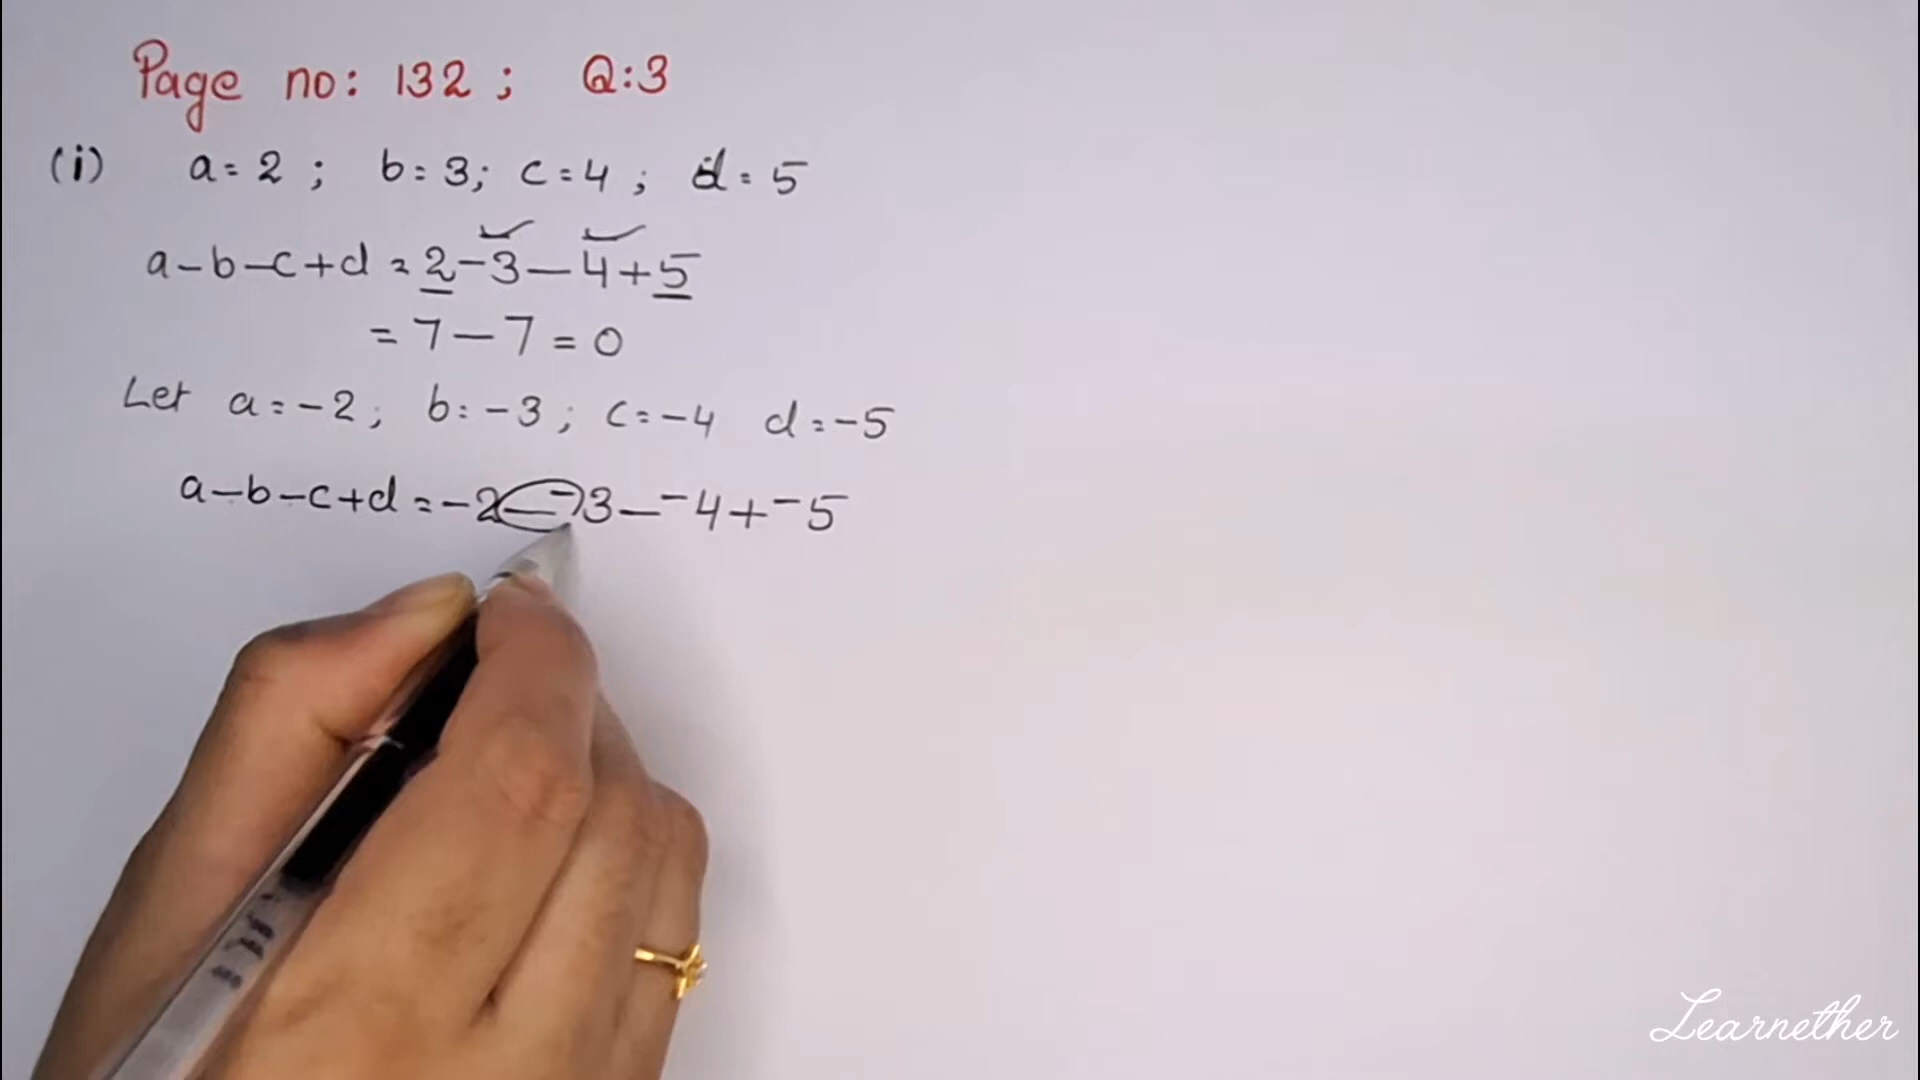 Page no: 132 ; Q:3
(i) a = 2 ; b = 3; c = 4 ; d = 5
a-b-c+d = 2-3-4+5
= 7-7 = 0
Let a = -2 ; b = -3 ; c = -4 d = -5
a-b-c+d = -2--3--4+-5
Learnether